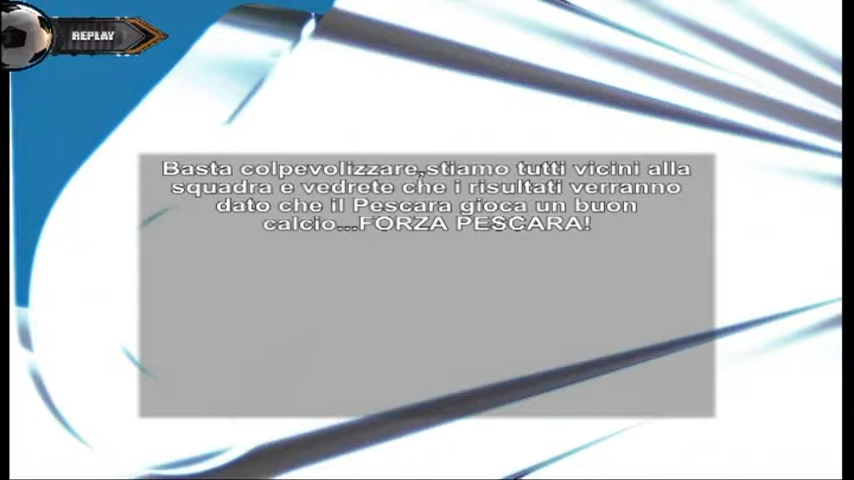 REPLAY
Basta colpevolizzare,stiamo tutti vicini alla
squadra e vedrete che i risultati verranno
dato che il Pescara gioca un buon
calcio...FORZA PESCARA!